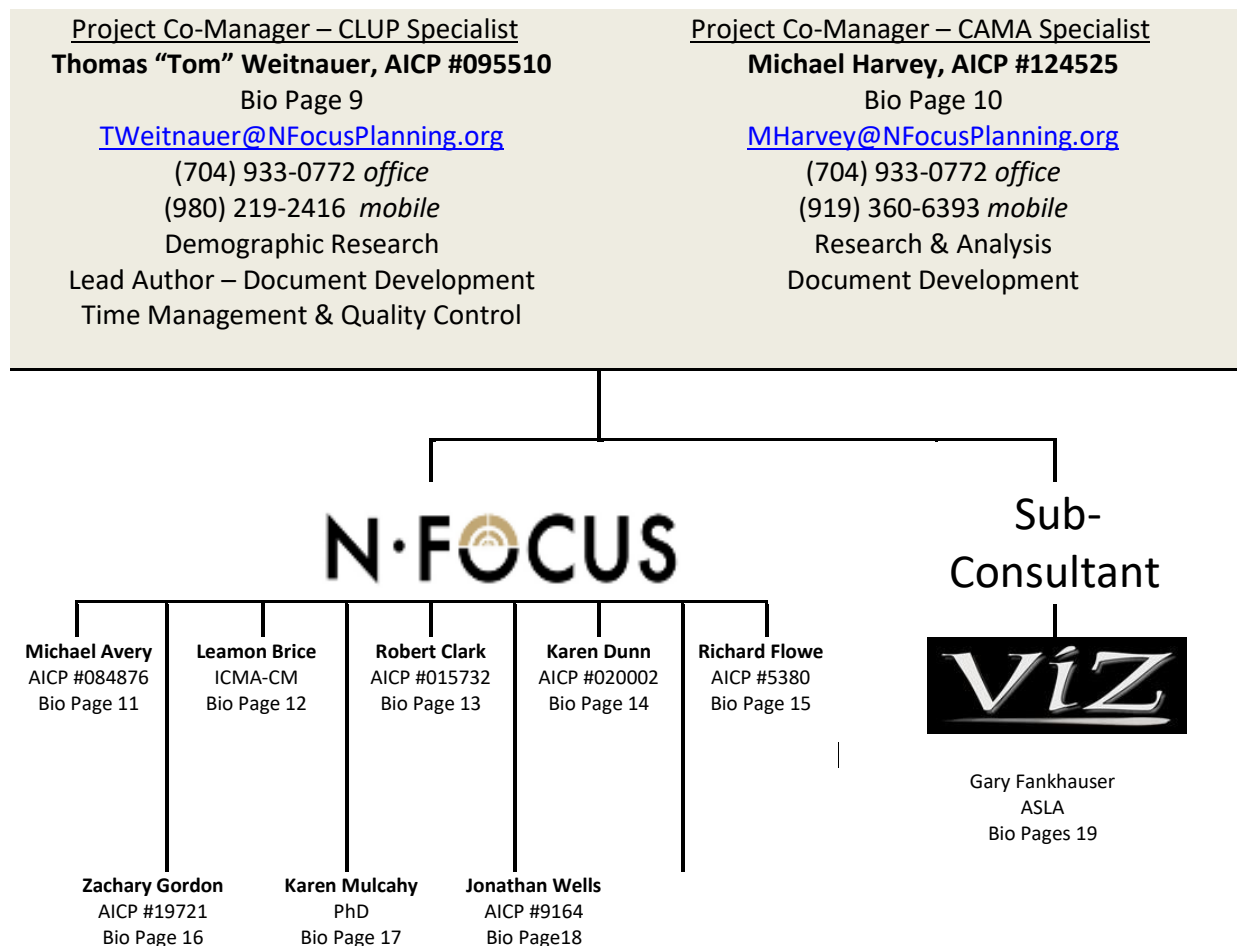 Project Co-Manager – CLUP Specialist
Thomas “Tom” Weitnauer, AICP #095510
Bio Page 9
TWeitnauer@NFocusPlanning.org
(704) 933-0772 office
(980) 219-2416 mobile
Demographic Research
Lead Author – Document Development
Time Management & Quality Control
Project Co-Manager – CAMA Specialist
Michael Harvey, AICP #124525
Bio Page 10
MHarvey@NFocusPlanning.org
(704) 933-0772 office
(919) 360-6393 mobile
Research & Analysis
Document Development
N·FOCUS
Sub-
Consultant
Michael Avery
AICP #084876
Bio Page 11
Leamon Brice
ICMA-CM
Bio Page 12
Robert Clark
AICP #015732
Bio Page 13
Karen Dunn
AICP #020002
Bio Page 14
Richard Flowe
AICP #5380
Bio Page 15
ViZ
Gary Fankhauser
ASLA
Bio Pages 19
Zachary Gordon
AICP #19721
Bio Page 16
Karen Mulcahy
PhD
Bio Page 17
Jonathan Wells
AICP #9164
Bio Page18